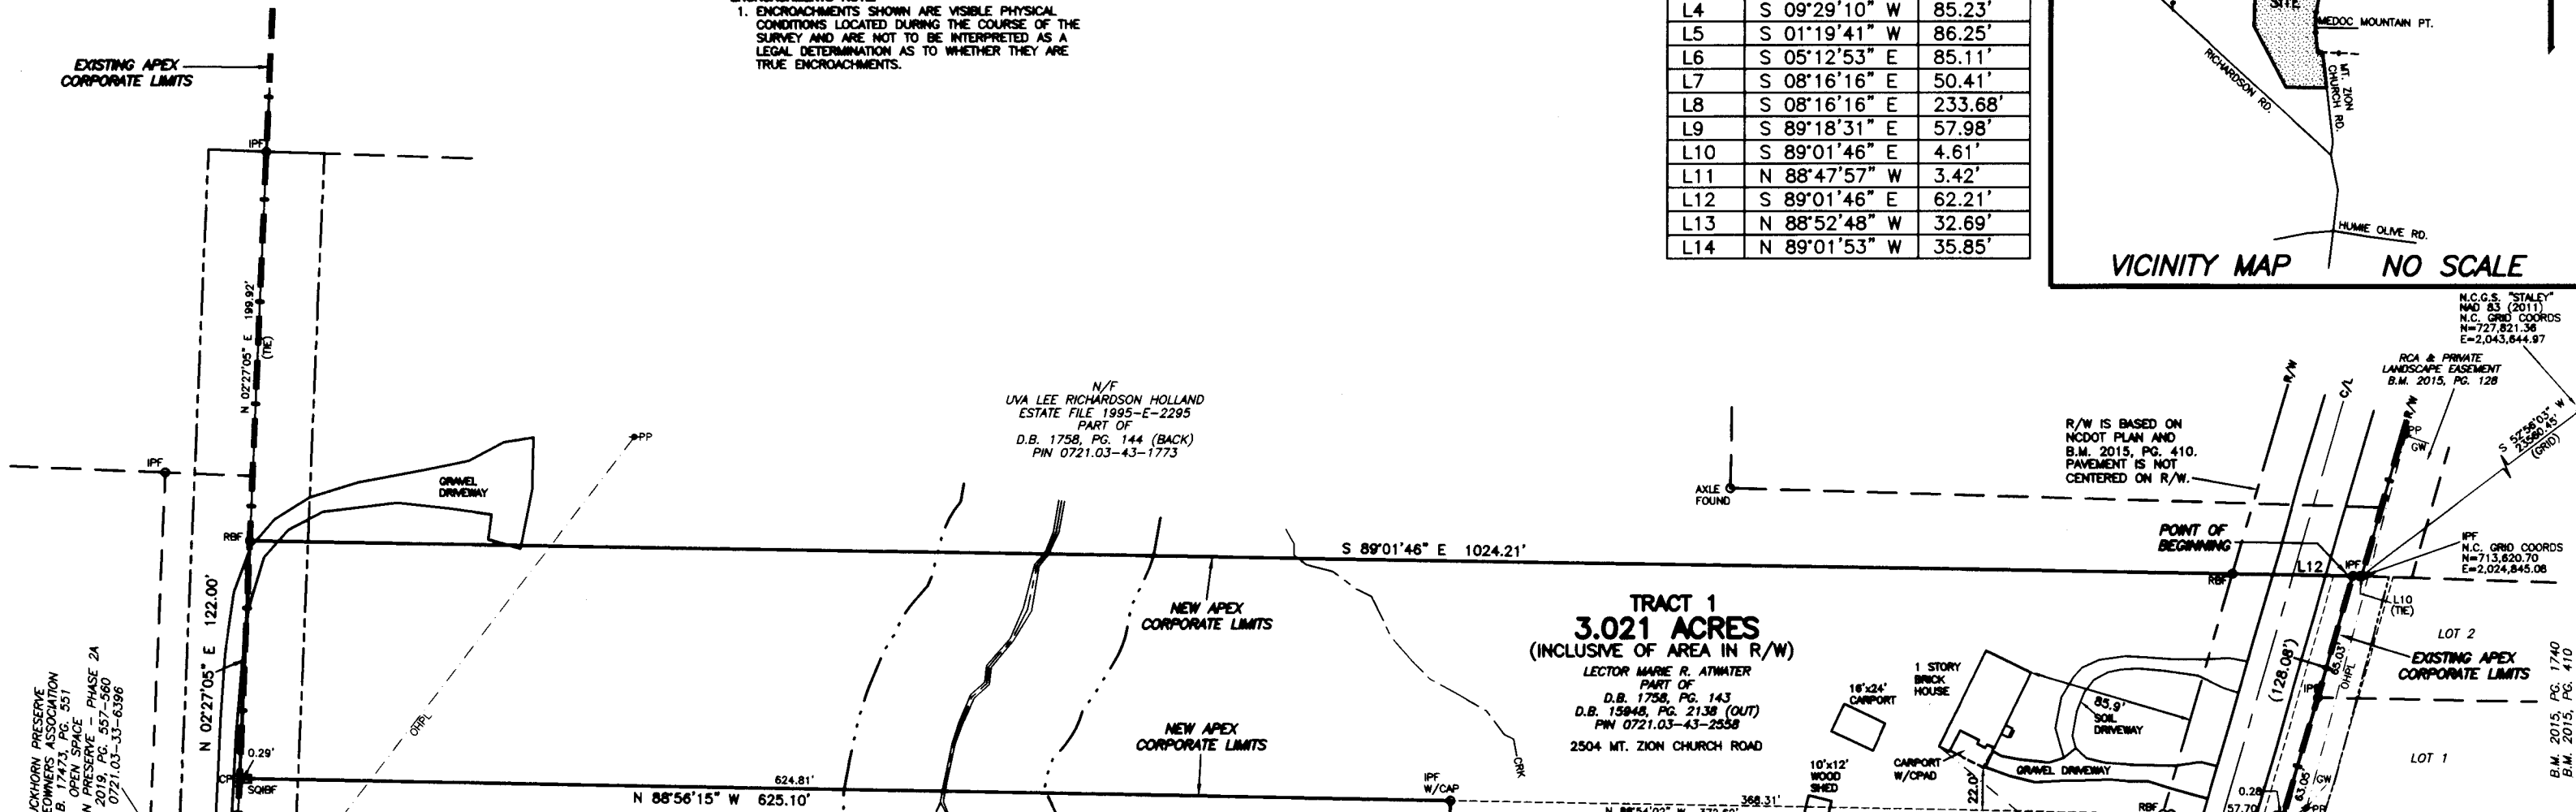 1. ENCROACHMENTS SHOWN ARE VISIBLE PHYSICAL
CONDITIONS LOCATED DURING THE COURSE OF THE
SURVEY AND ARE NOT TO BE INTERPRETED AS A
LEGAL DETERMINATION AS TO WHETHER THEY ARE
TRUE ENCROACHMENTS.
L4 S 09°29'10" W 85.23'
L5 S 01°19'41" W 86.25'
L6 S 05°12'53" E 85.11'
L7 S 08°16'16" E 50.41'
L8 S 08°16'16" E 233.68'
L9 S 89°18'31" E 57.98'
L10 S 89°01'46" E 4.61'
L11 N 88°47'57" W 3.42'
L12 S 89°01'46" E 62.21'
L13 N 88°52'48" W 32.69'
L14 N 89°01'53" W 35.85'
SITE
MEDOC MOUNTAIN PT.
RICHARDSON RD.
MT. ZION
CHURCH RD.
HUMIE OLIVE RD.
VICINITY MAP NO SCALE
EXISTING APEX
CORPORATE LIMITS
IPF
N 02°27'05" E 199.92'
(TIE)
IPF
GRAVEL
DRIVEWAY
PP
RBF
N/F
UVA LEE RICHARDSON HOLLAND
ESTATE FILE 1995-E-2295
PART OF
D.B. 1758, PG. 144 (BACK)
PIN 0721.03-43-1773
N.C.G.S. "STALEY"
NAD 83 (2011)
N.C. GRID COORDS
N=727,821.36
E=2,043,644.97
RCA & PRIVATE
LANDSCAPE EASEMENT
B.M. 2015, PG. 128
R/W
C/L
R/W
PP
GW
S 52°56'03" W
23560.45'
(GRID)
R/W IS BASED ON
NCDOT PLAN AND
B.M. 2015, PG. 410.
PAVEMENT IS NOT
CENTERED ON R/W.
AXLE
FOUND
POINT OF
BEGINNING
S 89°01'46" E 1024.21'
RBF
L12
IPF
IPF
N.C. GRID COORDS
N=713,620.70
E=2,024,845.08
L10
(TIE)
NEW APEX
CORPORATE LIMITS
TRACT 1
3.021 ACRES
(INCLUSIVE OF AREA IN R/W)
LECTOR MARIE R. ATWATER
PART OF
D.B. 1758, PG. 143
D.B. 15948, PG. 2138 (OUT)
PIN 0721.03-43-2558
2504 MT. ZION CHURCH ROAD
1 STORY
BRICK
HOUSE
16'x24'
CARPORT
85.9'
SOIL
DRIVEWAY
(128.08')
65.03'
OHPL
LOT 2
EXISTING APEX
CORPORATE LIMITS
LOT 1
B.M. 2015, PG. 1740
B.M. 2015, PG. 410
N 02°27'05" E 122.00'
OHPL
NEW APEX
CORPORATE LIMITS
CRK
CARPORT
W/CPAD
GRAVEL DRIVEWAY
10'x12'
WOOD
SHED
22.0'
0.29'
SQIBF
624.81'
N 88°56'15" W 625.10'
IPF
W/CAP
368.31'
RBF
0.28
57.70
63.05'
GW
PP
OPEN SPACE